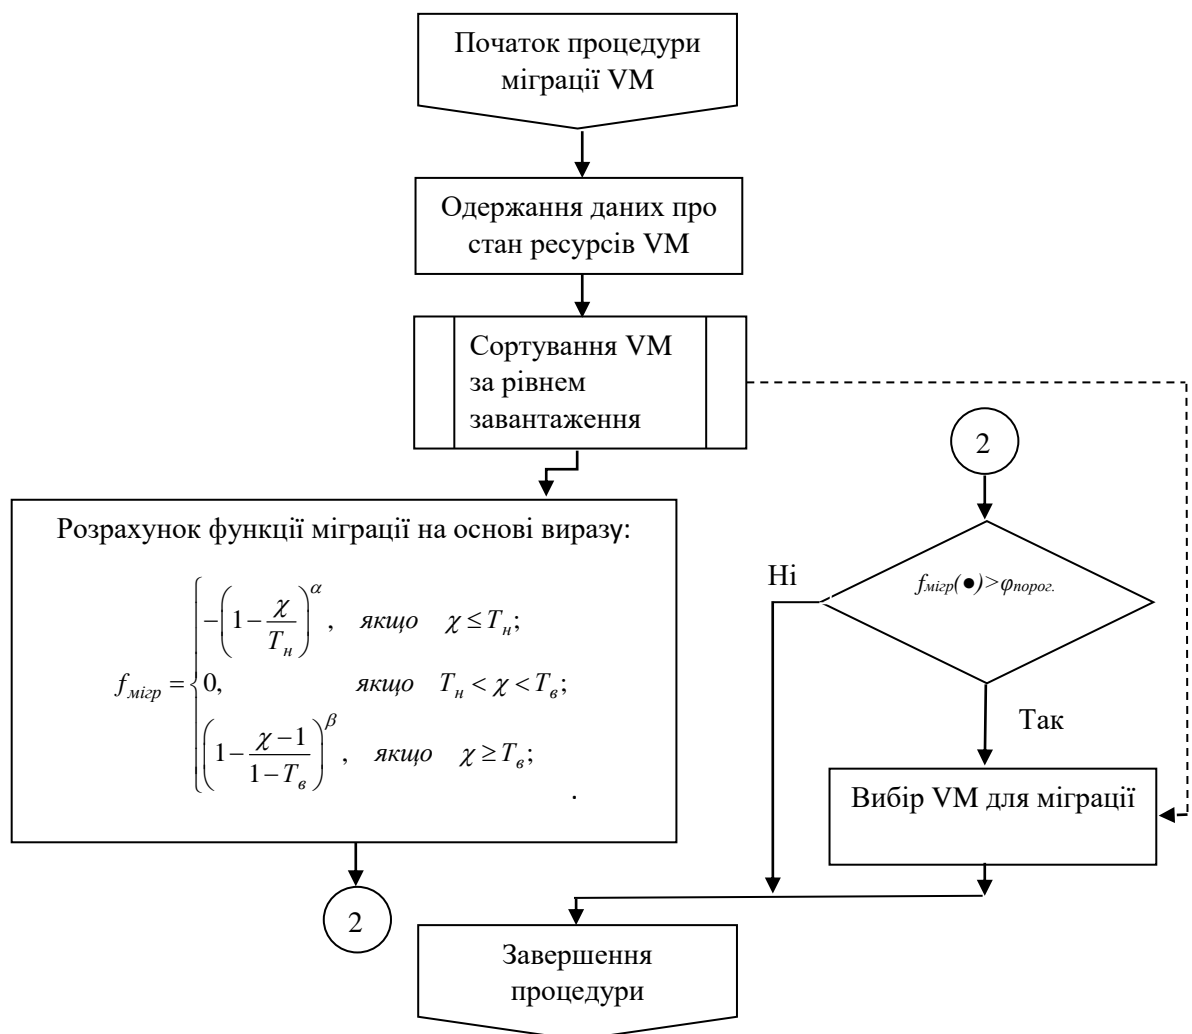 Початок процедури
міграції VM
Одержання даних про
стан ресурсів VM
Сортування VM
за рівнем
завантаження
Розрахунок функції міграції на основі виразу:
f_мігр = { -(1 - χ/T_н)^α, якщо χ ≤ T_н;
0, якщо T_н < χ < T_в;
(1 - (χ-1)/(1-T_в))^β, якщо χ ≥ T_в;
.
2
2
f_мігр(●)>φ_порог.
Ні
Так
Вибір VM для міграції
Завершення
процедури